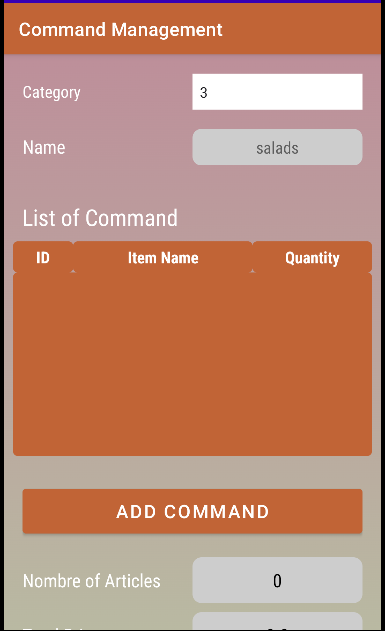 Command Management
Category 3
Name salads
List of Command
ID Item Name Quantity
ADD COMMAND
Nombre of Articles 0